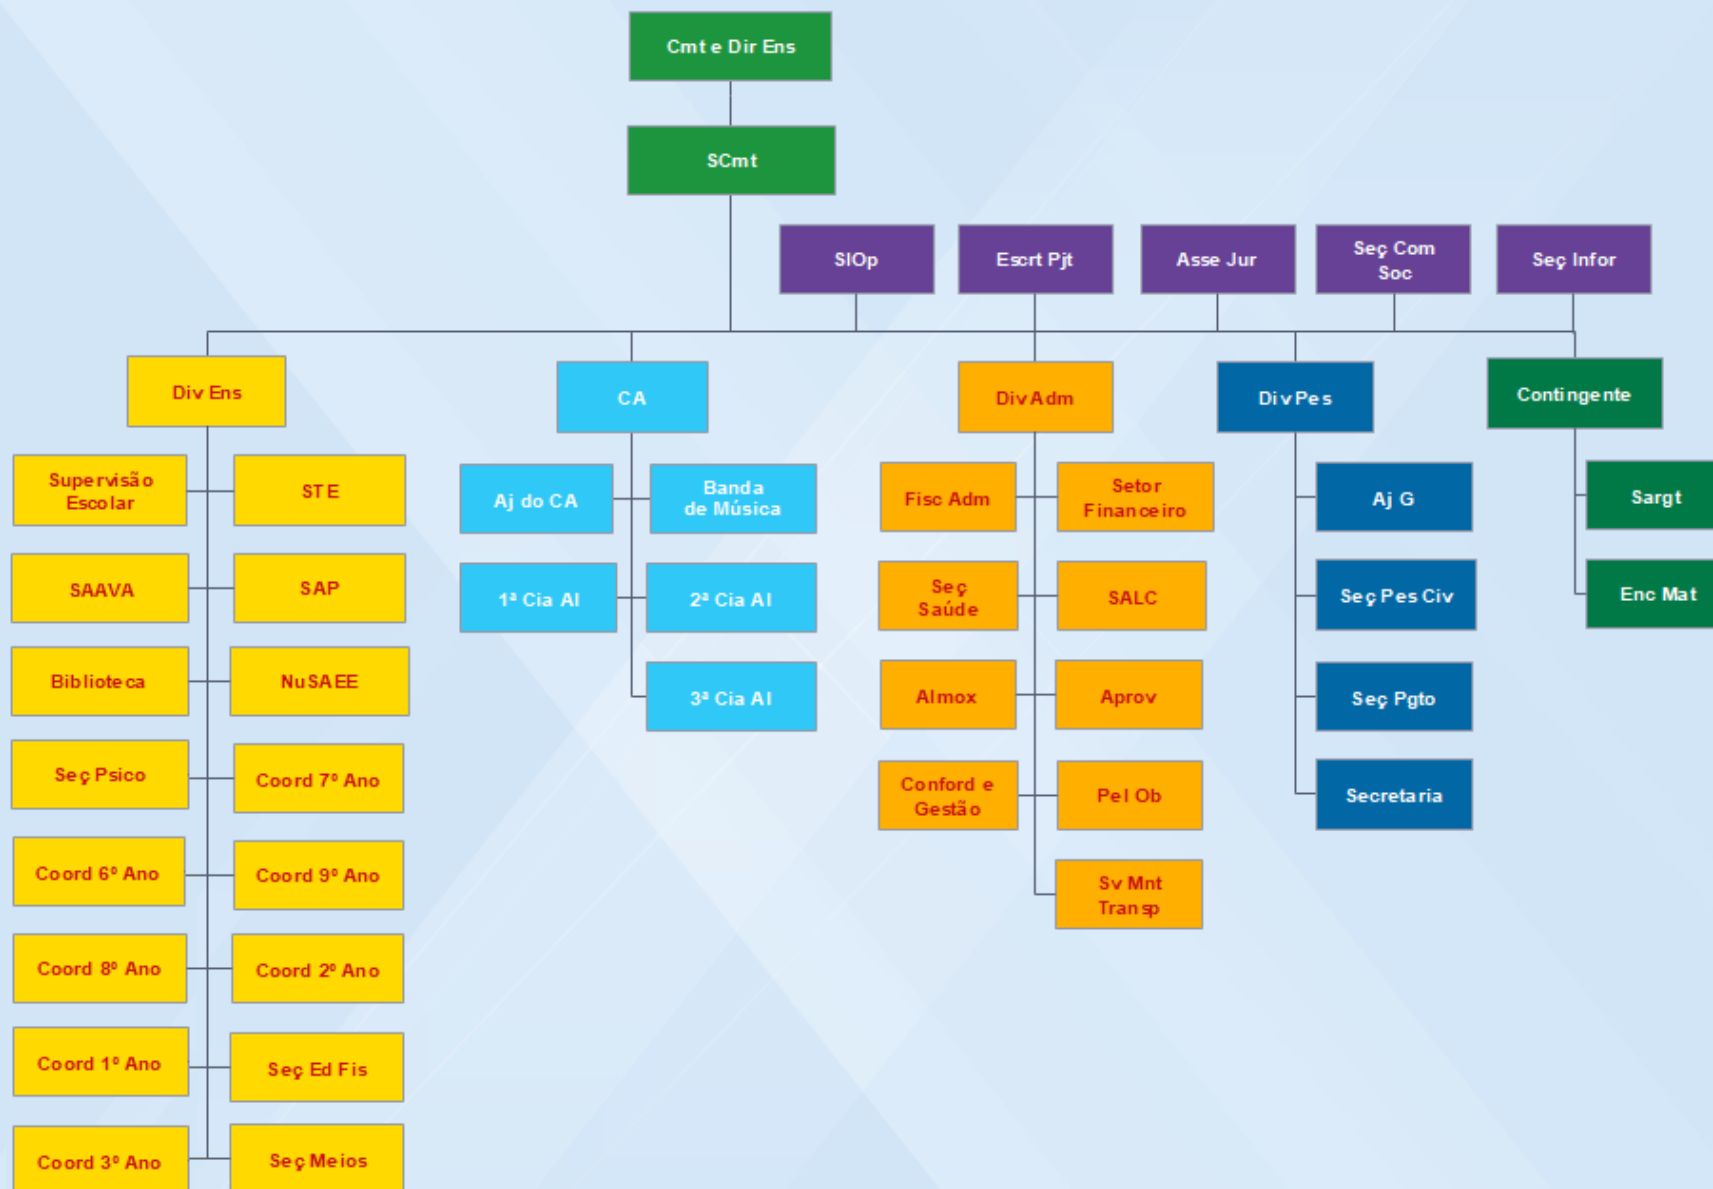 Cmt e Dir Ens
SCmt
SIOp
Escrt Pjt
Asse Jur
Seç Com
Soc
Seç Infor
Div Ens
CA
Div Adm
Div Pes
Contingente
Supervisão
Escolar
STE
SAAVA
SAP
Biblioteca
NuSAEE
Seç Psico
Coord 7º Ano
Coord 6º Ano
Coord 9º Ano
Coord 8º Ano
Coord 2º Ano
Coord 1º Ano
Seç Ed Fis
Coord 3º Ano
Seç Meios
Aj do CA
Banda
de Música
1ª Cia Al
2ª Cia Al
3ª Cia Al
Fisc Adm
Setor
Financeiro
Seç
Saúde
SALC
Almox
Aprov
Conford e
Gestão
Pel Ob
Sv Mnt
Transp
Aj G
Seç Pes Civ
Seç Pgto
Secretaria
Sargt
Enc Mat